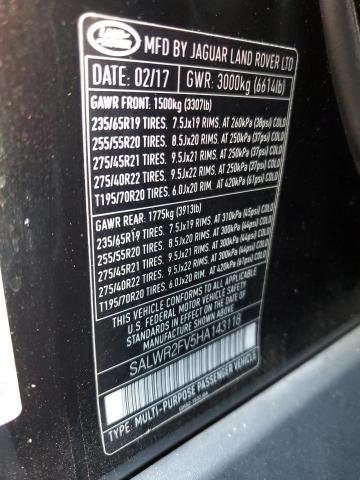 LAND ROVER
MFD BY JAGUAR LAND ROVER LTD
DATE: 02/17 GWR: 3000kg (6614lb)
GAWR FRONT: 1500kg (3307lb)
235/65R19 TIRES. 7.5Jx19 RIMS, AT 260kPa (38psi) COLD
255/55R20 TIRES. 8.5Jx20 RIMS, AT 250kPa (37psi) COLD
275/45R21 TIRES. 9.5Jx21 RIMS, AT 250kPa (37psi) COLD
275/40R22 TIRES. 9.5Jx22 RIMS, AT 250kPa (37psi) COLD
T195/70R20 TIRES. 6.0Jx20 RIM, AT 420kPa (61psi) COLD
GAWR REAR: 1775kg (3913lb)
235/65R19 TIRES. 7.5Jx19 RIMS, AT 310kPa (45psi) COLD
255/55R20 TIRES. 8.5Jx20 RIMS, AT 300kPa (44psi) COLD
275/45R21 TIRES. 9.5Jx21 RIMS, AT 300kPa (44psi) COLD
275/40R22 TIRES. 9.5Jx22 RIMS, AT 300kPa (44psi) COLD
T195/70R20 TIRES. 6.0Jx20 RIM, AT 420kPa (61psi) COLD
THIS VEHICLE CONFORMS TO ALL APPLICABLE
U.S. FEDERAL MOTOR VEHICLE SAFETY
STANDARDS IN EFFECT ON THE DATE OF
MANUFACTURE SHOWN ABOVE.
SALWR2FV5HA143118
TYPE: MULTI-PURPOSE PASSENGER VEHICLE